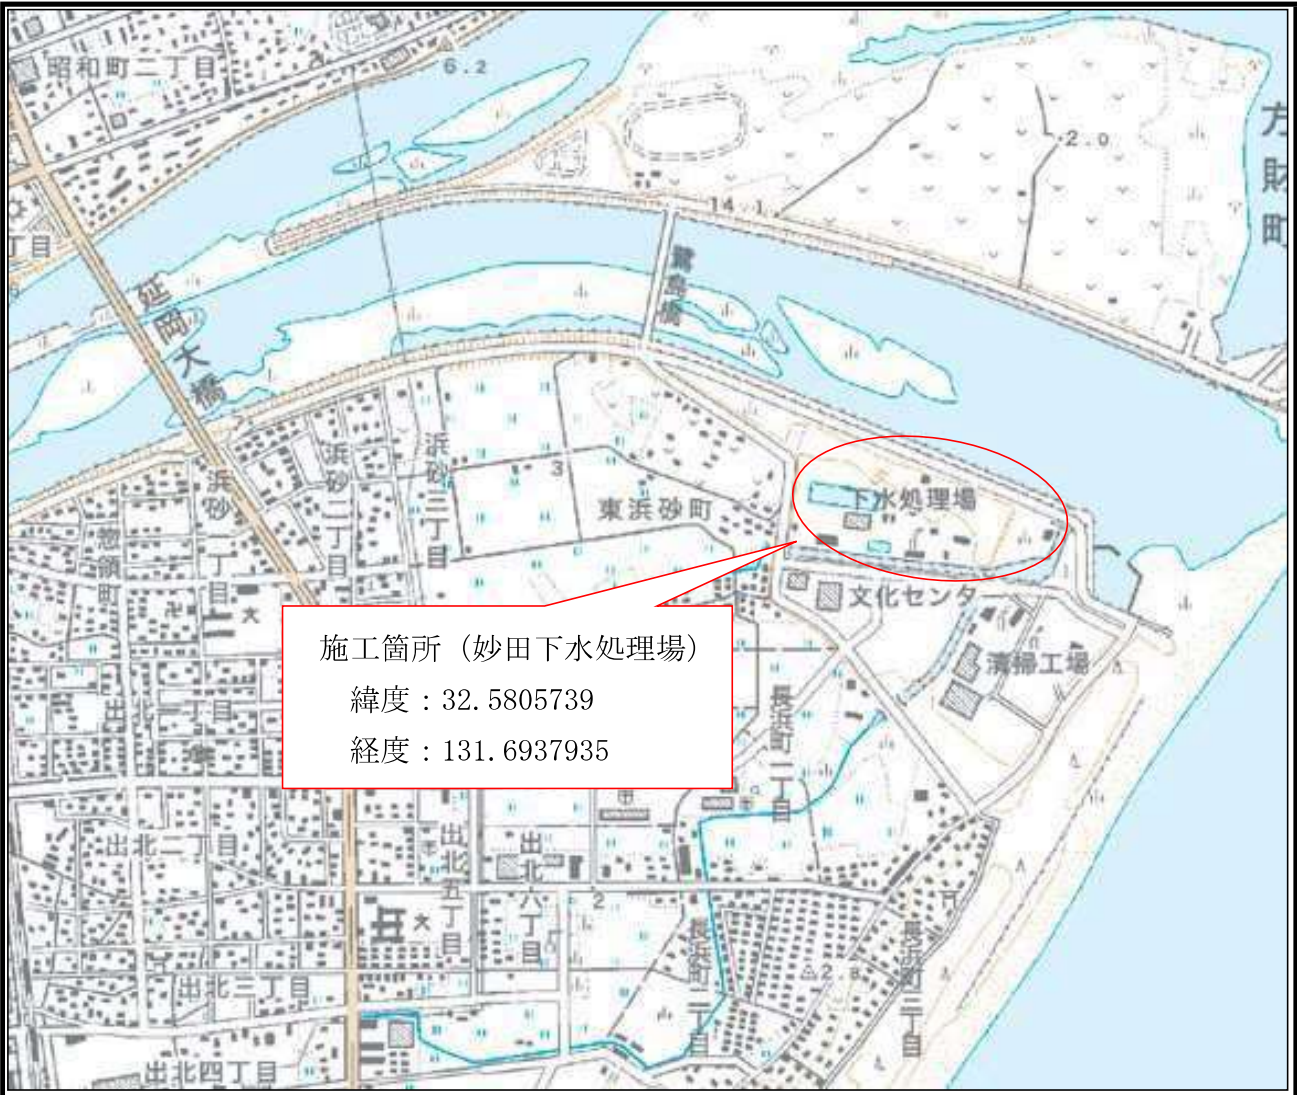 昭和町二丁目
6.2
方財町
2.0
14.1
丁目
鷺島橋
延岡大橋
浜砂一丁目
浜砂二丁目
浜砂三丁目
3
東浜砂町
下水処理場
惣領町
文化センター
大
清掃工場
施工箇所（妙田下水処理場）
緯度：32.5805739
経度：131.6937935
出北一丁目
長浜町一丁目
出北二丁目
出北五丁目
出北六丁目
2
大
長浜町二丁目
2.8
長浜町三丁目
出北三丁目
出北四丁目